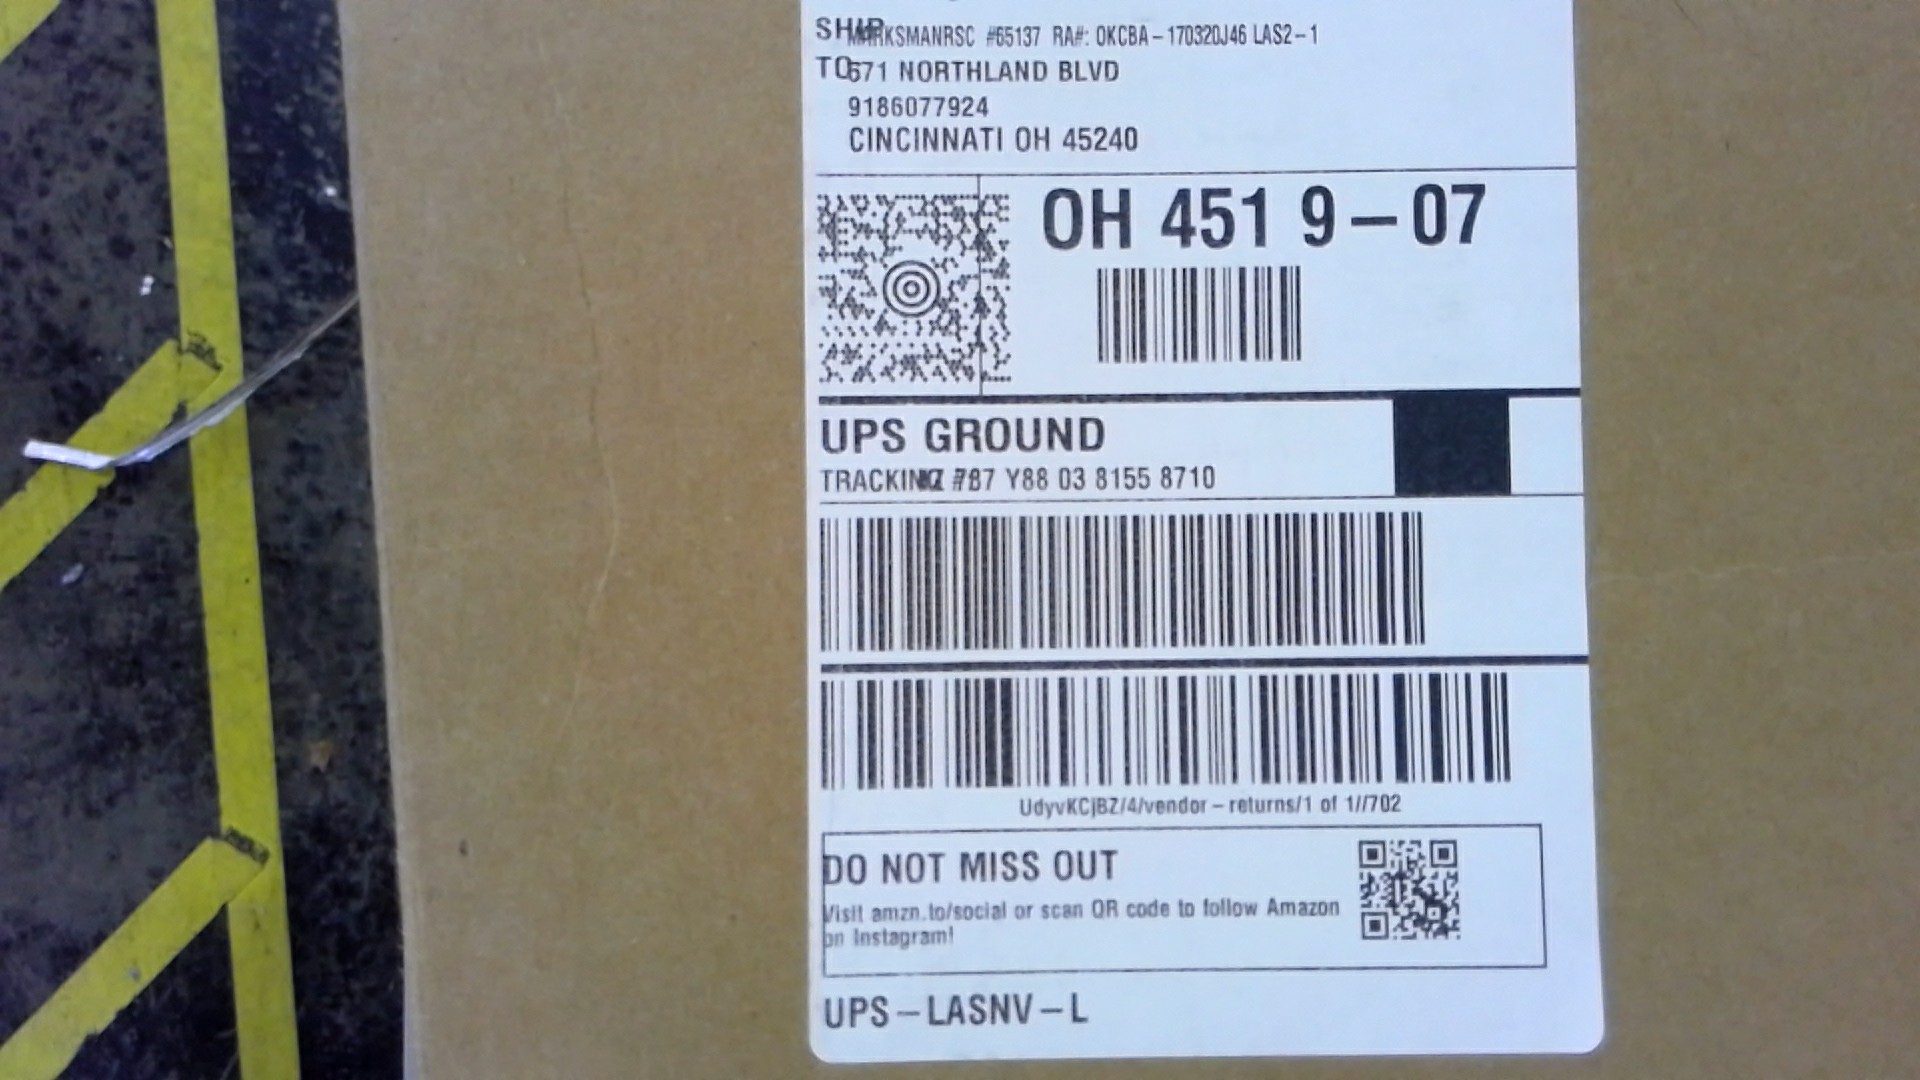 SHIP
MARKSMANRSC #65137 RA#: OKCBA-170320J46 LAS2-1
TO
671 NORTHLAND BLVD
9186077924
CINCINNATI OH 45240
OH 451 9-07
UPS GROUND
TRACKING #: 787 Y88 03 8155 8710
UdyvKCjBZ/4/vendor-returns/1 of 1//702
DO NOT MISS OUT
Visit amzn.to/social or scan QR code to follow Amazon
on Instagram!
UPS-LASNV-L